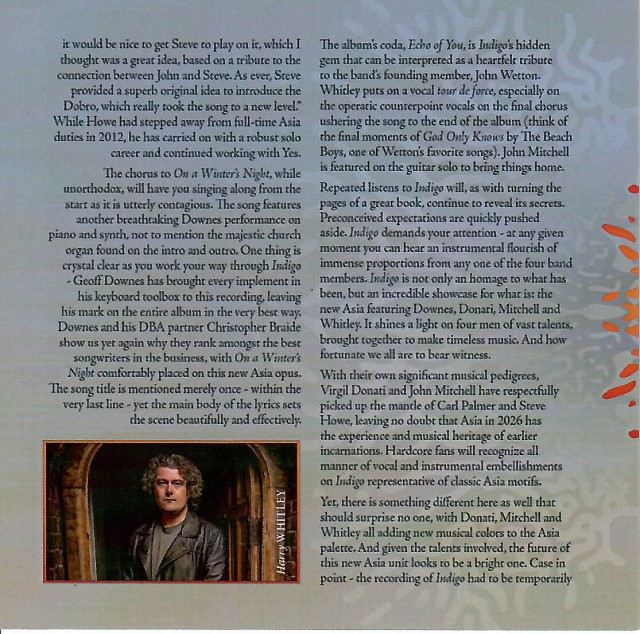 it would be nice to get Steve to play on it, which I
thought was a great idea, based on a tribute to the
connection between John and Steve. As ever, Steve
provided a superb original idea to introduce the
Dobro, which really took the song to a new level."
While Howe had stepped away from full-time Asia
duties in 2012, he has carried on with a robust solo
career and continued working with Yes.
The chorus to On a Winter's Night, while
unorthodox, will have you singing along from the
start as it is utterly contagious. The song features
another breathtaking Downes performance on
piano and synth, not to mention the majestic church
organ found on the intro and outro. One thing is
crystal clear as you work your way through Indigo
- Geoff Downes has brought every implement in
his keyboard toolbox to this recording, leaving
his mark on the entire album in the very best way.
Downes and his DBA partner Christopher Braide
show us yet again why they rank amongst the best
songwriters in the business, with On a Winter's
Night comfortably placed on this new Asia opus.
The song title is mentioned merely once - within the
very last line - yet the main body of the lyrics sets
the scene beautifully and effectively.
Harry WHITLEY
The album's coda, Echo of You, is Indigo's hidden
gem that can be interpreted as a heartfelt tribute
to the band's founding member, John Wetton.
Whitley puts on a vocal tour de force, especially on
the operatic counterpoint vocals on the final chorus
ushering the song to the end of the album (think of
the final moments of God Only Knows by The Beach
Boys, one of Wetton's favorite songs). John Mitchell
is featured on the guitar solo to bring things home.
Repeated listens to Indigo will, as with turning the
pages of a great book, continue to reveal its secrets.
Preconceived expectations are quickly pushed
aside. Indigo demands your attention - at any given
moment you can hear an instrumental flourish of
immense proportions from any one of the four band
members. Indigo is not only an homage to what has
been, but an incredible showcase for what is: the
new Asia featuring Downes, Donati, Mitchell and
Whitley. It shines a light on four men of vast talents,
brought together to make timeless music. And how
fortunate we all are to bear witness.
With their own significant musical pedigrees,
Virgil Donati and John Mitchell have respectfully
picked up the mantle of Carl Palmer and Steve
Howe, leaving no doubt that Asia in 2026 has
the experience and musical heritage of earlier
incarnations. Hardcore fans will recognize all
manner of vocal and instrumental embellishments
on Indigo representative of classic Asia motifs.
Yet, there is something different here as well that
should surprise no one, with Donati, Mitchell and
Whitley all adding new musical colors to the Asia
palette. And given the talents involved, the future of
this new Asia unit looks to be a bright one. Case in
point - the recording of Indigo had to be temporarily